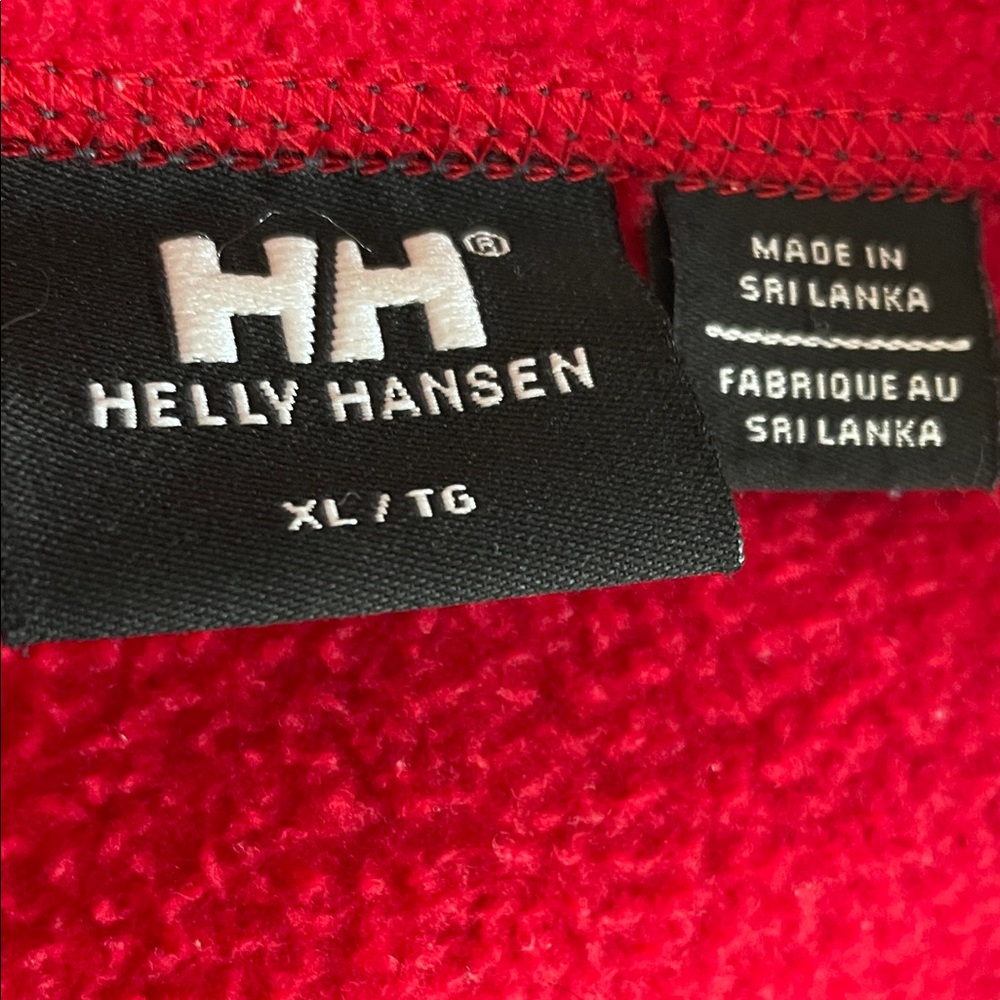 HH®
HELLY HANSEN
XL / TG
MADE IN
SRI LANKA
FABRIQUE AU
SRI LANKA